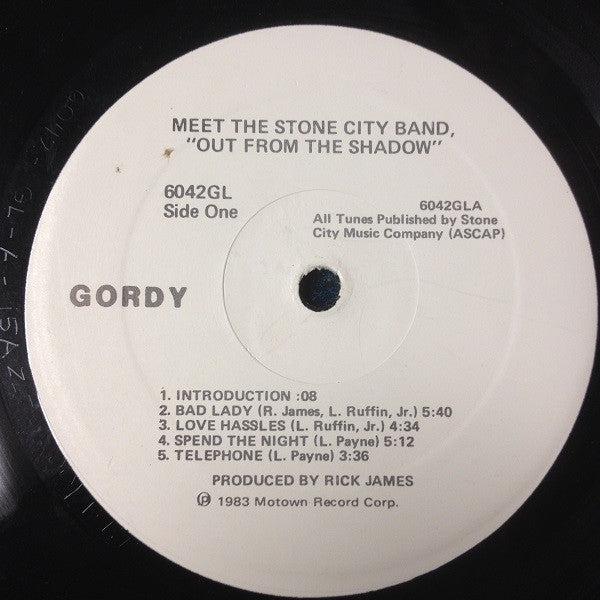 MEET THE STONE CITY BAND,
"OUT FROM THE SHADOW"
6042GL
Side One
6042GLA
All Tunes Published by Stone
City Music Company (ASCAP)
GORDY
1. INTRODUCTION :08
2. BAD LADY (R. James, L. Ruffin, Jr.) 5:40
3. LOVE HASSLES (L. Ruffin, Jr.) 4:34
4. SPEND THE NIGHT (L. Payne) 5:12
5. TELEPHONE (L. Payne) 3:36
PRODUCED BY RICK JAMES
℗ 1983 Motown Record Corp.